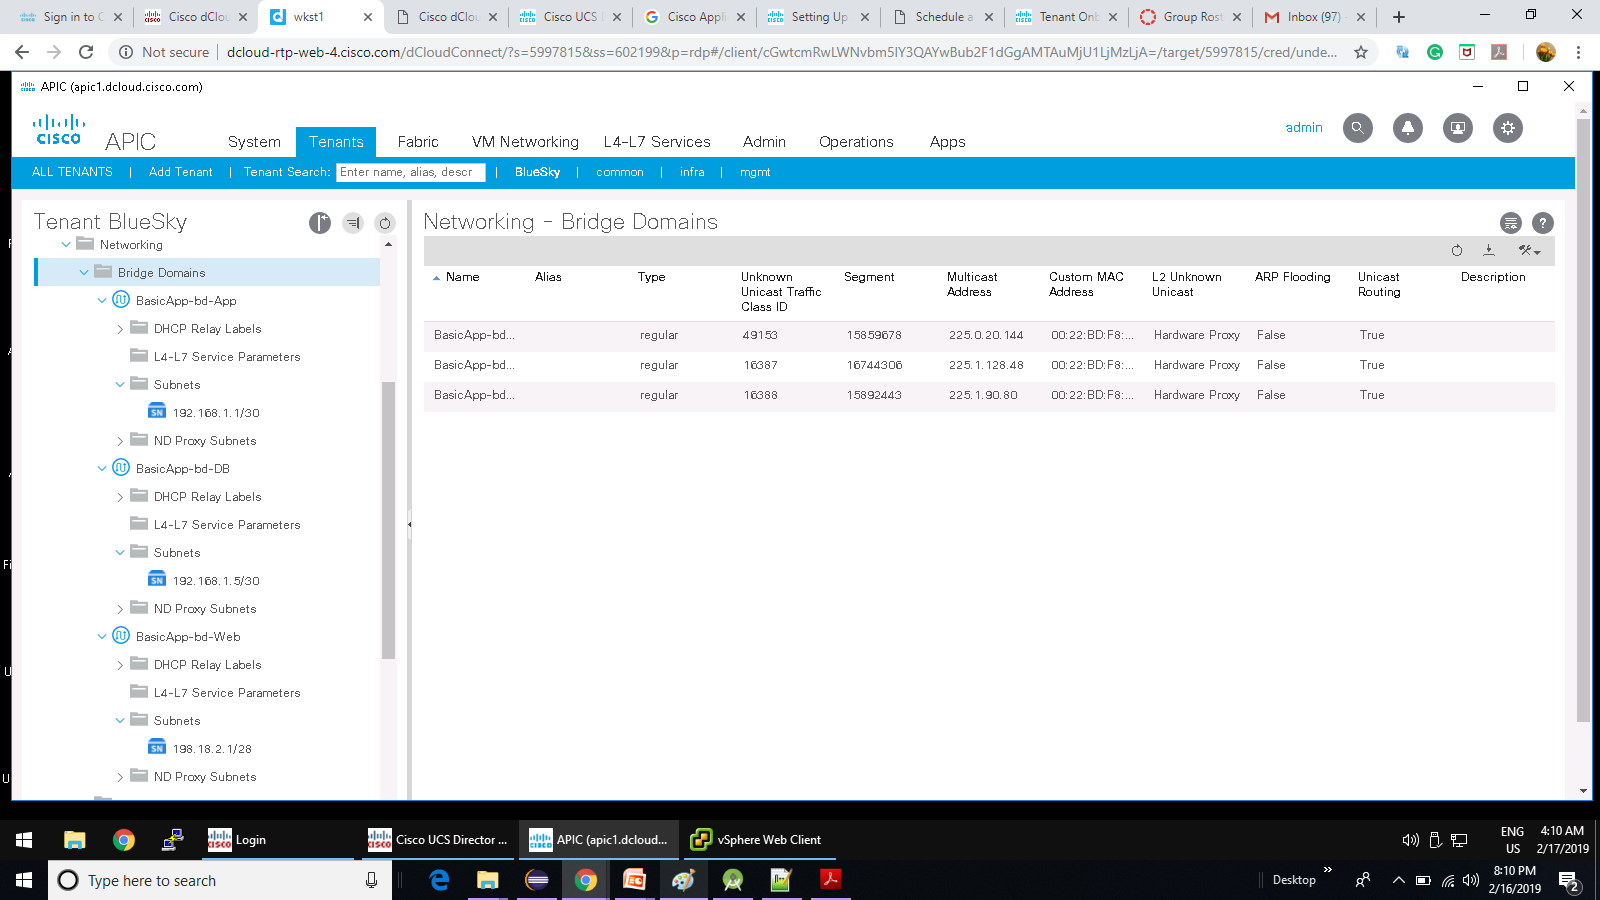 Sign in to C
Cisco dClou
wkst1
Cisco dClou
Cisco UCS
Cisco Appli
Setting Up
Schedule a
Tenant Onb
Group Rost
Inbox (97)
Not secure
dcloud-rtp-web-4.cisco.com/dCloudConnect/?s=5997815&ss=602199&p=rdp#/client/cGwtcmRwLWNvbm5lY3QAYwBub2F1dGgAMTAuMjU1LjMzLjA=/target/5997815/cred/unde...
APIC (apic1.dcloud.cisco.com)
CISCO
APIC
System Tenants Fabric VM Networking L4-L7 Services Admin Operations Apps
admin
ALL TENANTS | Add Tenant | Tenant Search: Enter name, alias, descr | BlueSky | common | infra | mgmt
Tenant BlueSky
Networking
Bridge Domains
BasicApp-bd-App
DHCP Relay Labels
L4-L7 Service Parameters
Subnets
SN 192.168.1.1/30
ND Proxy Subnets
BasicApp-bd-DB
DHCP Relay Labels
L4-L7 Service Parameters
Subnets
SN 192.168.1.5/30
ND Proxy Subnets
BasicApp-bd-Web
DHCP Relay Labels
L4-L7 Service Parameters
Subnets
SN 198.18.2.1/28
ND Proxy Subnets
Networking - Bridge Domains
?
Name Alias Type Unknown Unicast Traffic Class ID Segment Multicast Address Custom MAC Address L2 Unknown Unicast ARP Flooding Unicast Routing Description
BasicApp-bd... regular 49153 15859678 225.0.20.144 00:22:BD:F8:... Hardware Proxy False True
BasicApp-bd... regular 16387 16744306 225.1.128.48 00:22:BD:F8:... Hardware Proxy False True
BasicApp-bd... regular 16388 15892443 225.1.90.80 00:22:BD:F8:... Hardware Proxy False True
Login
Cisco UCS Director ...
APIC (apic1.dcloud...
vSphere Web Client
ENG
US
4:10 AM
2/17/2019
Type here to search
Desktop
8:10 PM
2/16/2019
2